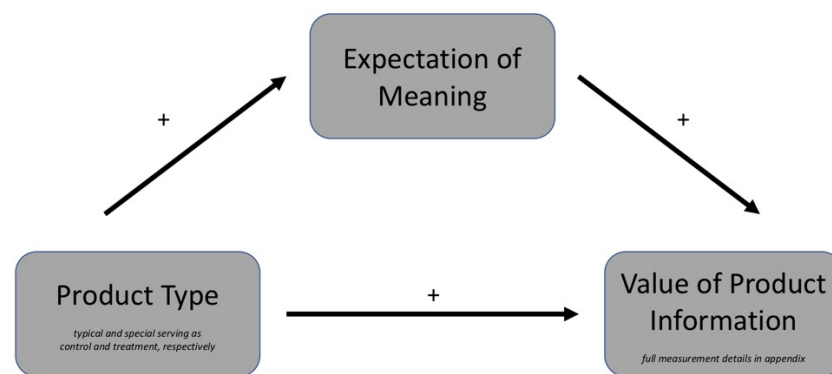 Expectation of
Meaning
+
+
Product Type
typical and special serving as
control and treatment, respectively
+
Value of Product
Information
full measurement details in appendix